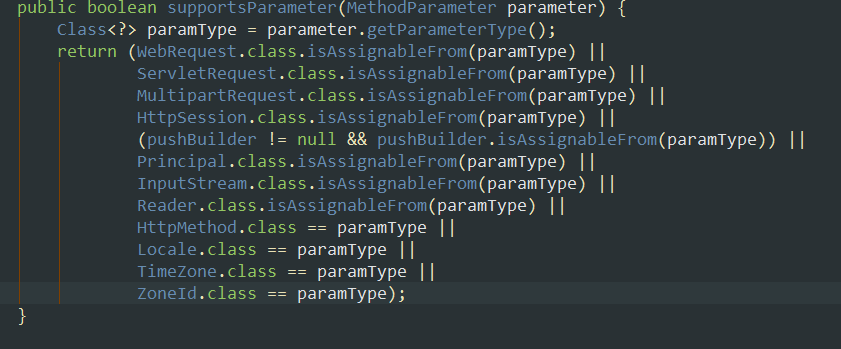 public boolean supportsParameter(MethodParameter parameter) {
    Class<?> paramType = parameter.getParameterType();
    return (WebRequest.class.isAssignableFrom(paramType) ||
            ServletRequest.class.isAssignableFrom(paramType) ||
            MultipartRequest.class.isAssignableFrom(paramType) ||
            HttpSession.class.isAssignableFrom(paramType) ||
            (pushBuilder != null && pushBuilder.isAssignableFrom(paramType)) ||
            Principal.class.isAssignableFrom(paramType) ||
            InputStream.class.isAssignableFrom(paramType) ||
            Reader.class.isAssignableFrom(paramType) ||
            HttpMethod.class == paramType ||
            Locale.class == paramType ||
            TimeZone.class == paramType ||
            ZoneId.class == paramType);
}